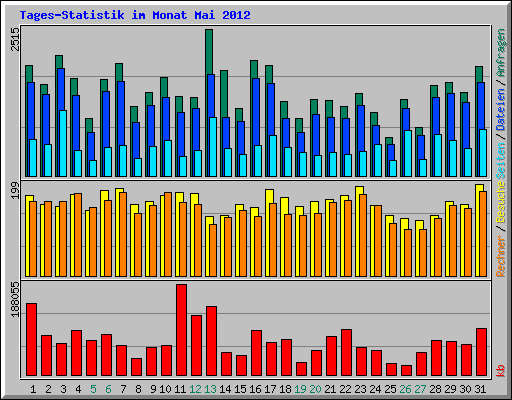 Tages-Statistik im Monat Mai 2012
2515
Rechner / Besuche Seiten / Dateien / Anfragen
199
188055
kb
1 2 3 4 5 6 7 8 9 10 11 12 13 14 15 16 17 18 19 20 21 22 23 24 25 26 27 28 29 30 31